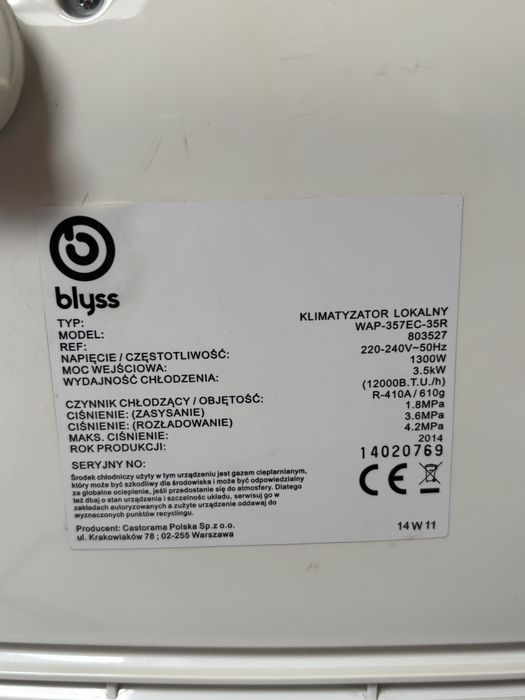 blyss
TYP: KLIMATYZATOR LOKALNY
MODEL: WAP-357EC-35R
REF: 803527
NAPIĘCIE / CZĘSTOTLIWOŚĆ: 220-240V~50Hz
MOC WEJŚCIOWA: 1300W
WYDAJNOŚĆ CHŁODZENIA: 3.5kW
(12000B.T.U./h)
CZYNNIK CHŁODZĄCY / OBJĘTOŚĆ: R-410A / 610g
CIŚNIENIE: (ZASYSANIE) 1.8MPa
CIŚNIENIE: (ROZŁADOWANIE) 3.6MPa
MAKS. CIŚNIENIE: 4.2MPa
ROK PRODUKCJI: 2014
SERYJNY NO: 14020769
Środek chłodniczy użyty w tym urządzeniu jest gazem cieplarnianym,
który może być szkodliwy dla środowiska i może być odpowiedzialny
za globalne ocieplenie, jeśli przedostanie się do atmosfery. Dlatego
też dbaj o stan urządzenia i szczelność układu, serwisuj go w
zakładach autoryzowanych a zużyte urządzenie oddawaj do
wyznaczonych punktów recyclingu.
CE
Producent: Castorama Polska Sp.z o.o.
ul. Krakowiaków 78 ; 02-255 Warszawa
14 W 11